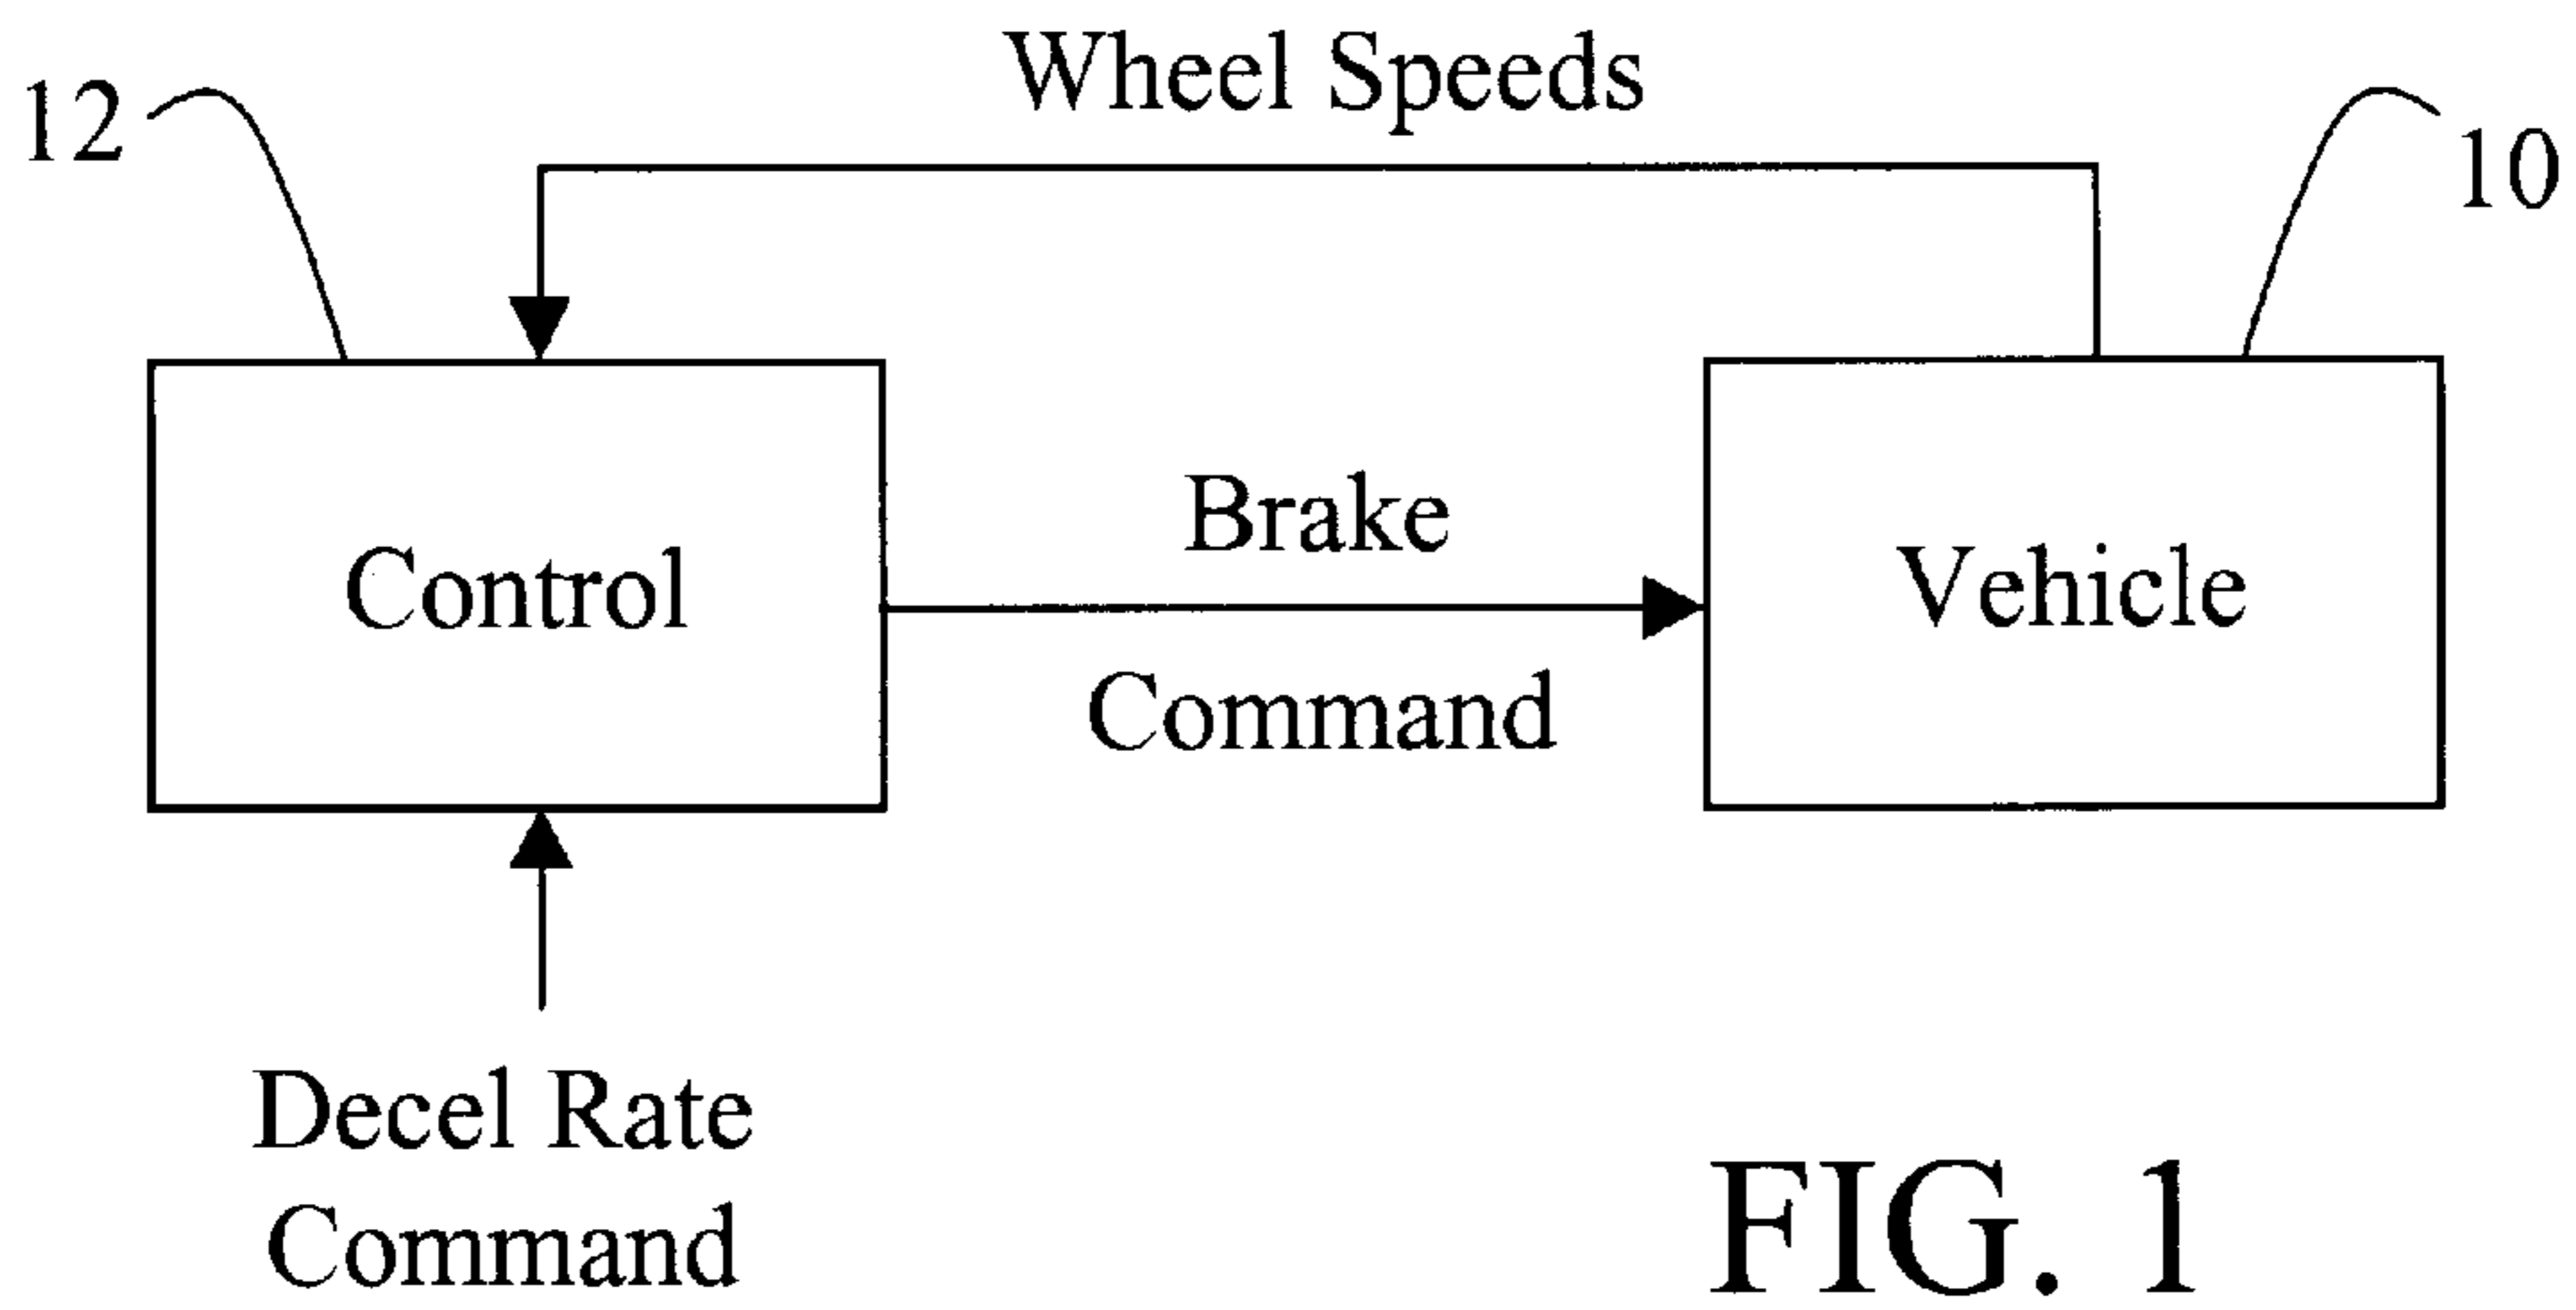 Wheel Speeds
12
10
Control
Brake
Command
Vehicle
Decel Rate
Command
FIG. 1